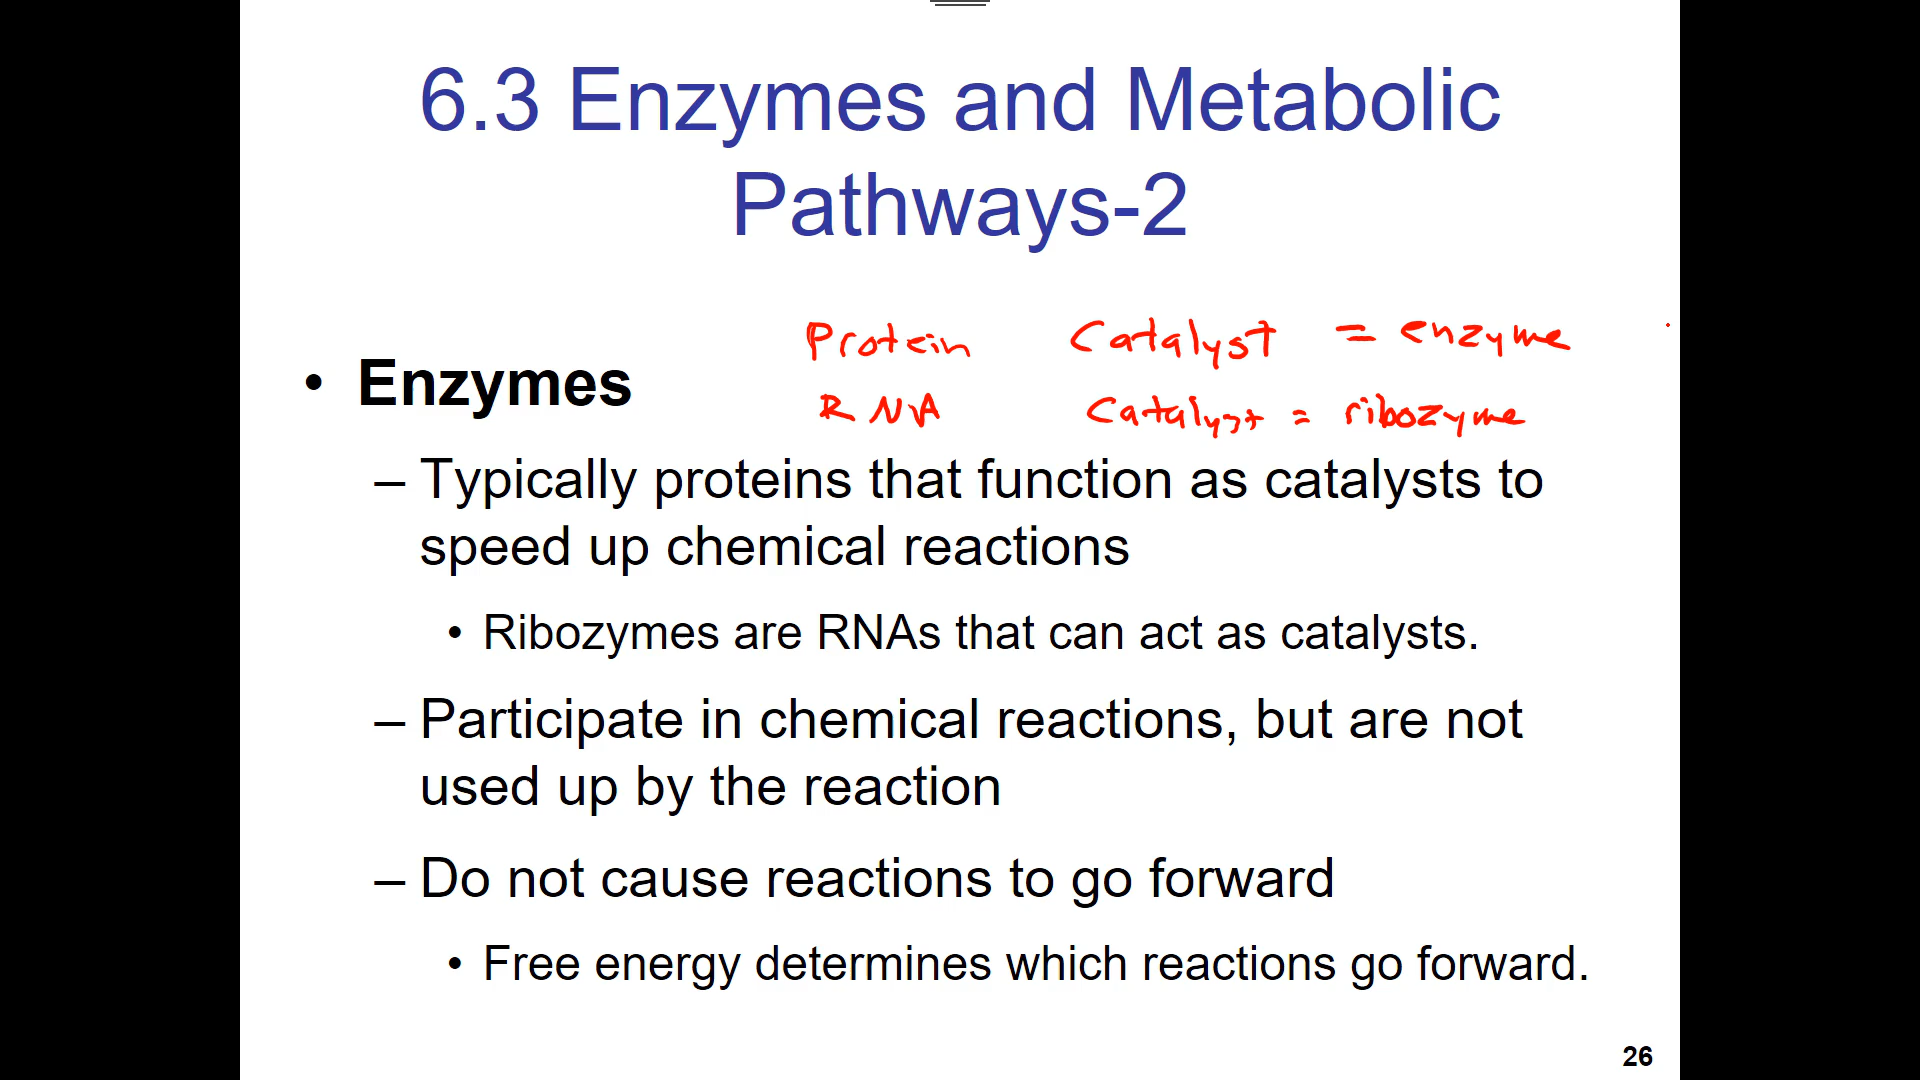 6.3 Enzymes and Metabolic
Pathways-2
Protein Catalyst = enzyme
• Enzymes
RNA Catalyst = ribozyme
– Typically proteins that function as catalysts to
speed up chemical reactions
• Ribozymes are RNAs that can act as catalysts.
– Participate in chemical reactions, but are not
used up by the reaction
– Do not cause reactions to go forward
• Free energy determines which reactions go forward.
26